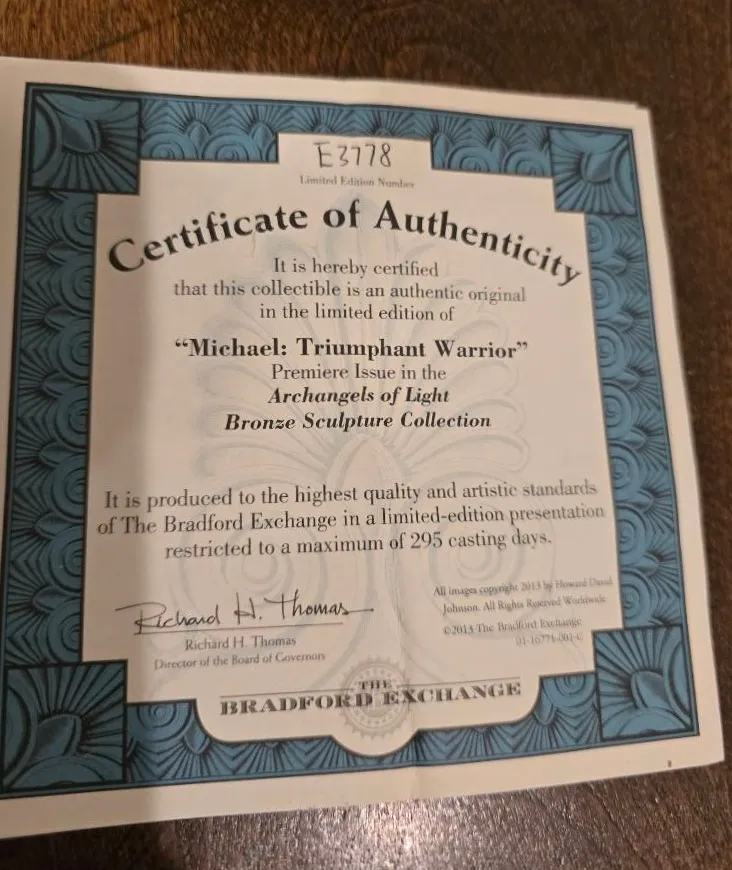 E3778
Limited Edition Number
Certificate of Authenticity
It is hereby certified
that this collectible is an authentic original
in the limited edition of
“Michael: Triumphant Warrior”
Premiere Issue in the
Archangels of Light
Bronze Sculpture Collection
It is produced to the highest quality and artistic standards
of The Bradford Exchange in a limited-edition presentation
restricted to a maximum of 295 casting days.
Richard H. Thomas
Richard H. Thomas
Director of the Board of Governors
All images copyright 2013 by Howard David
Johnson. All Rights Reserved Worldwide
©2013 The Bradford Exchange
01-16771-001-C
THE
BRADFORD EXCHANGE